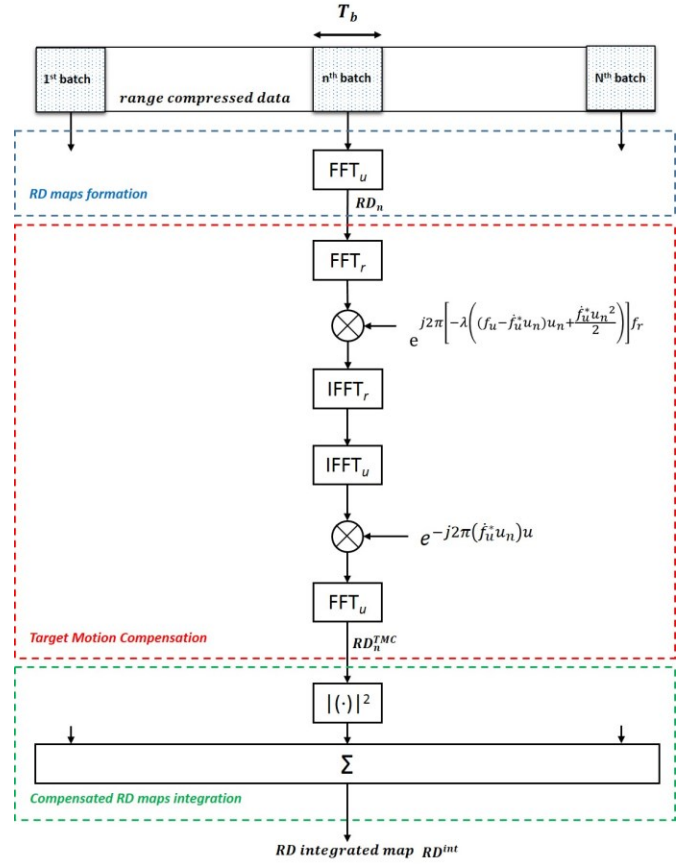 T_b
1st batch
nth batch
Nth batch
range compressed data
FFT_u
RD maps formation
RD_n
FFT_r
e^{j2π[-λ((f_u-ḟ_u^*u_n)u_n+\frac{ḟ_u^*u_n^2}{2})]f_r}
IFFT_r
IFFT_u
e^{-j2π(ḟ_u^*u_n)u}
FFT_u
Target Motion Compensation
RD_n^{TMC}
|(·)|^2
Σ
Compensated RD maps integration
RD integrated map RD^{int}